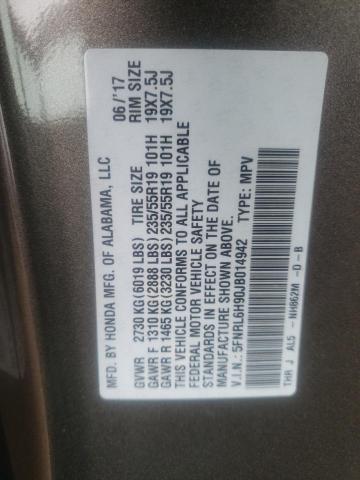 MFD. BY HONDA MFG. OF ALABAMA, LLC 06/'17
GVWR 2730 KG(6019 LBS) TIRE SIZE RIM SIZE
GAWR F 1310 KG(2888 LBS) 235/55R19 101H 19X7.5J
GAWR R 1465 KG(3230 LBS) 235/55R19 101H 19X7.5J
THIS VEHICLE CONFORMS TO ALL APPLICABLE
FEDERAL MOTOR VEHICLE SAFETY
STANDARDS IN EFFECT ON THE DATE OF
MANUFACTURE SHOWN ABOVE.
V.I.N.: 5FNRL6H90JB014942 TYPE: MPV
THR J AL5 - NH862M -D -B